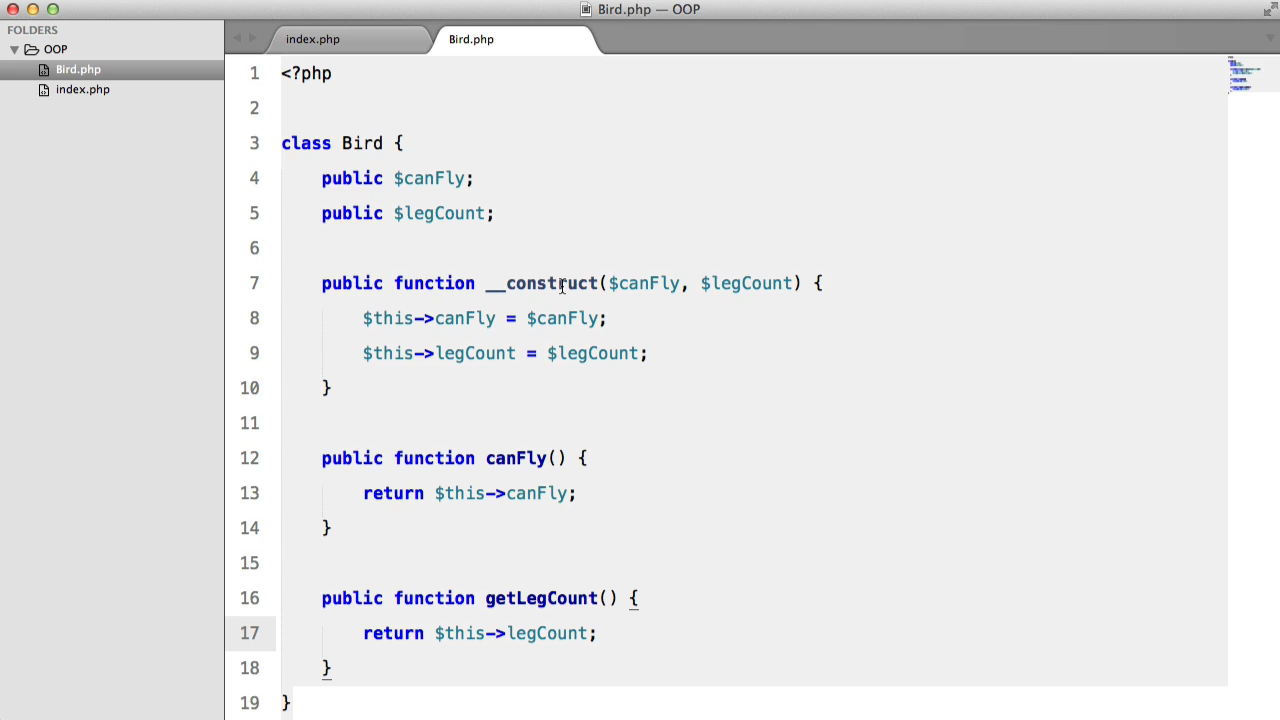 Bird.php — OOP
FOLDERS
OOP
Bird.php
index.php
index.php
Bird.php
1 <?php
2
3 class Bird {
4 public $canFly;
5 public $legCount;
6
7 public function __construct($canFly, $legCount) {
8 $this->canFly = $canFly;
9 $this->legCount = $legCount;
10 }
11
12 public function canFly() {
13 return $this->canFly;
14 }
15
16 public function getLegCount() {
17 return $this->legCount;
18 }
19 }